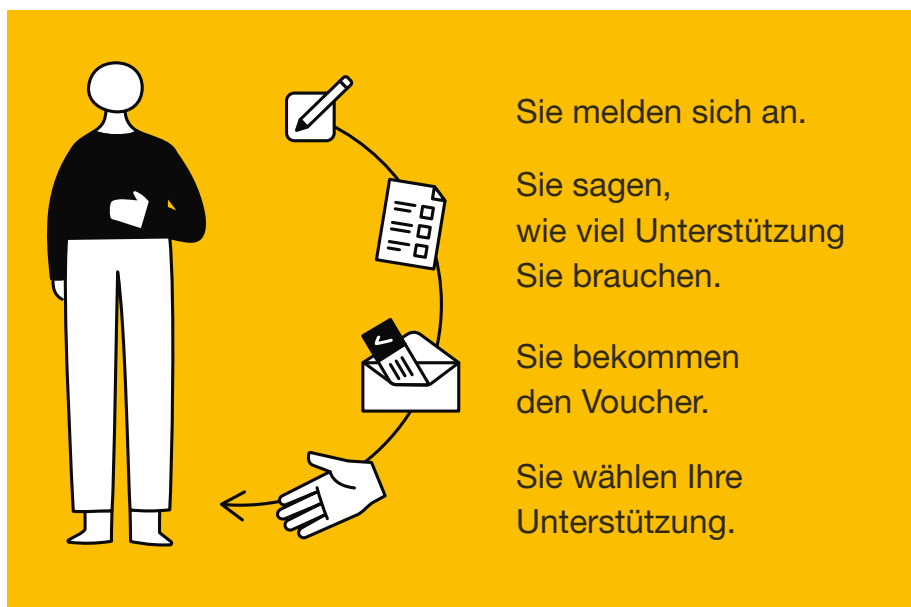 Sie melden sich an.
Sie sagen,
wie viel Unterstützung
Sie brauchen.
Sie bekommen
den Voucher.
Sie wählen Ihre
Unterstützung.